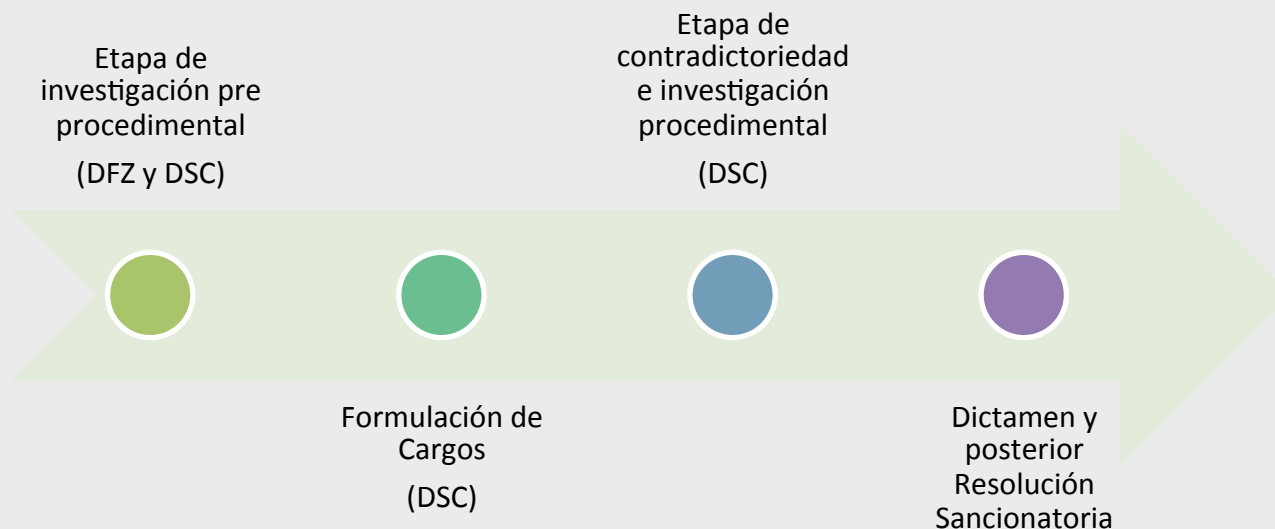 Etapa de
investigación pre
procedimental
(DFZ y DSC)
Formulación de
Cargos
(DSC)
Etapa de
contradictoriedad
e investigación
procedimental
(DSC)
Dictamen y
posterior
Resolución
Sancionatoria